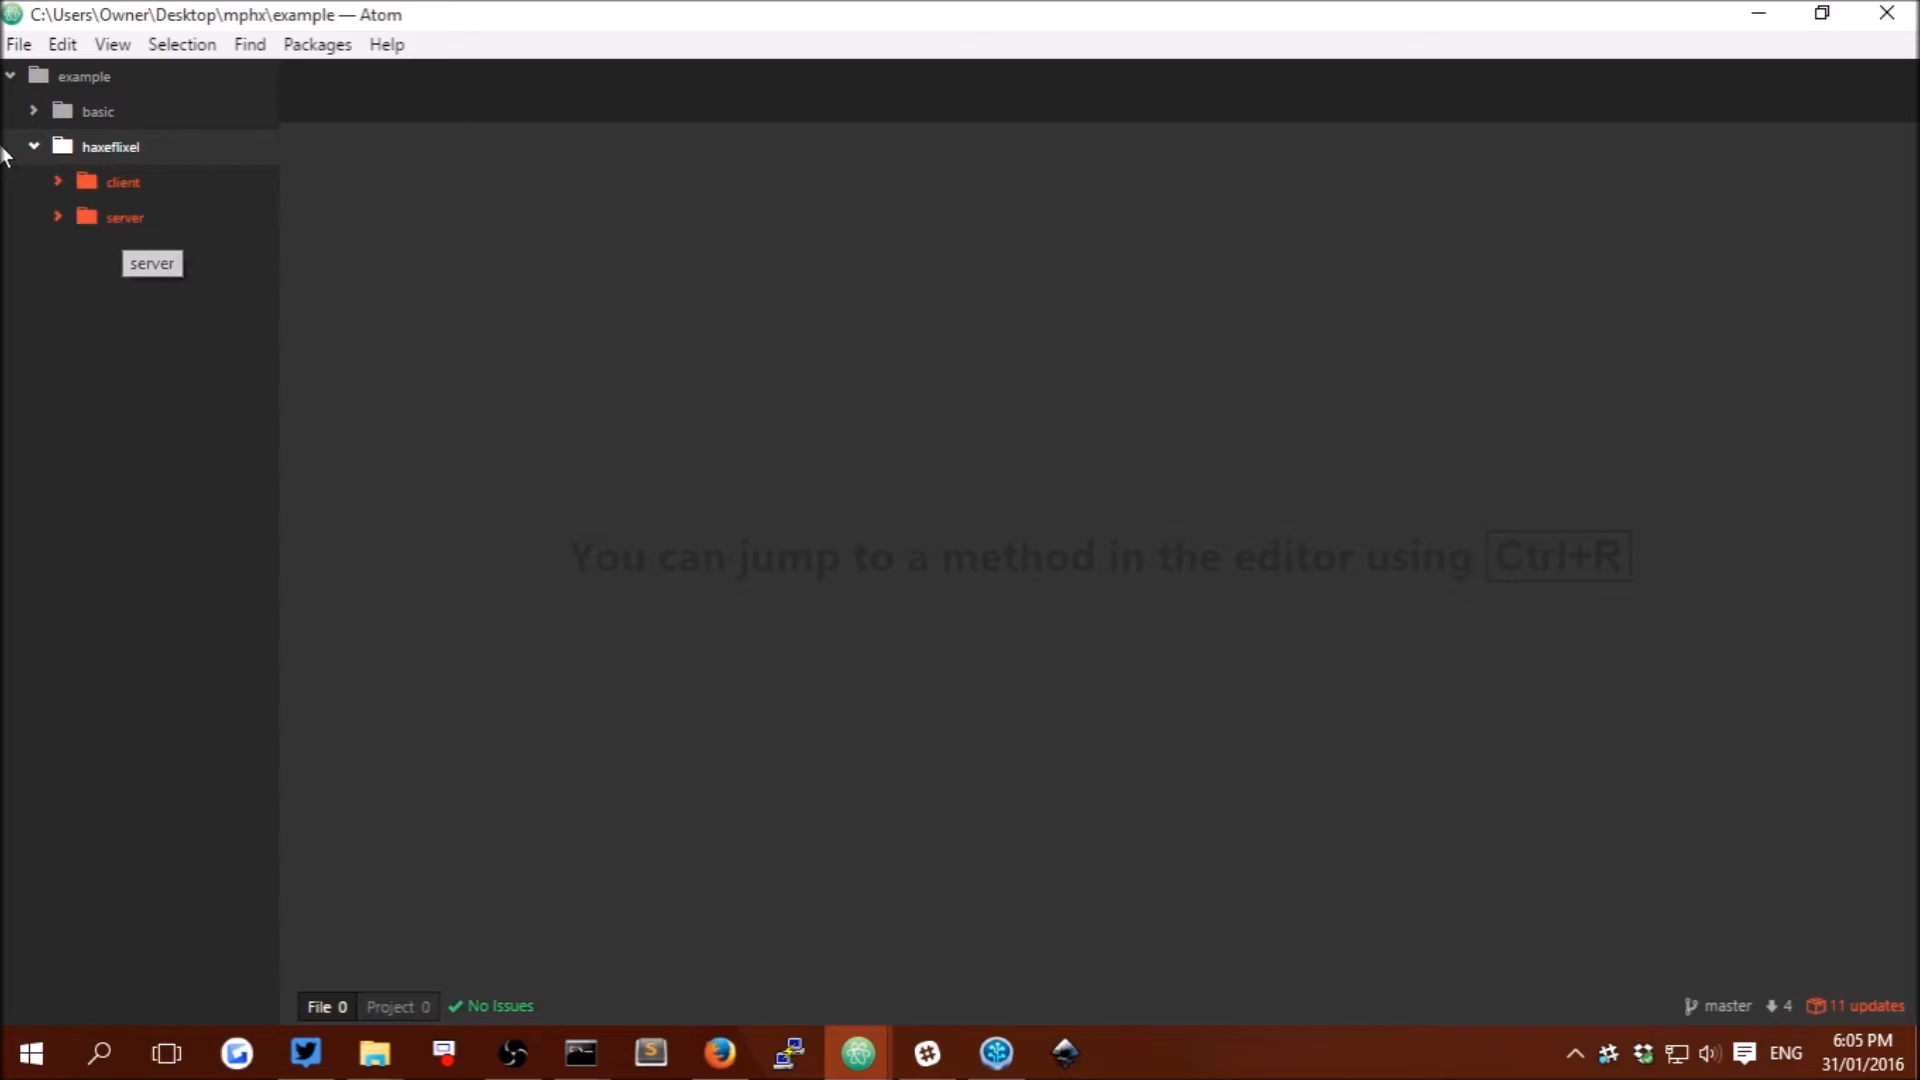 C:\Users\Owner\Desktop\mphx\example — Atom
File Edit View Selection Find Packages Help
example
basic
haxeflixel
client
server
server
You can jump to a method in the editor using Ctrl+R
File 0 Project 0 No Issues master 4 11 updates
ENG 6:05 PM
31/01/2016